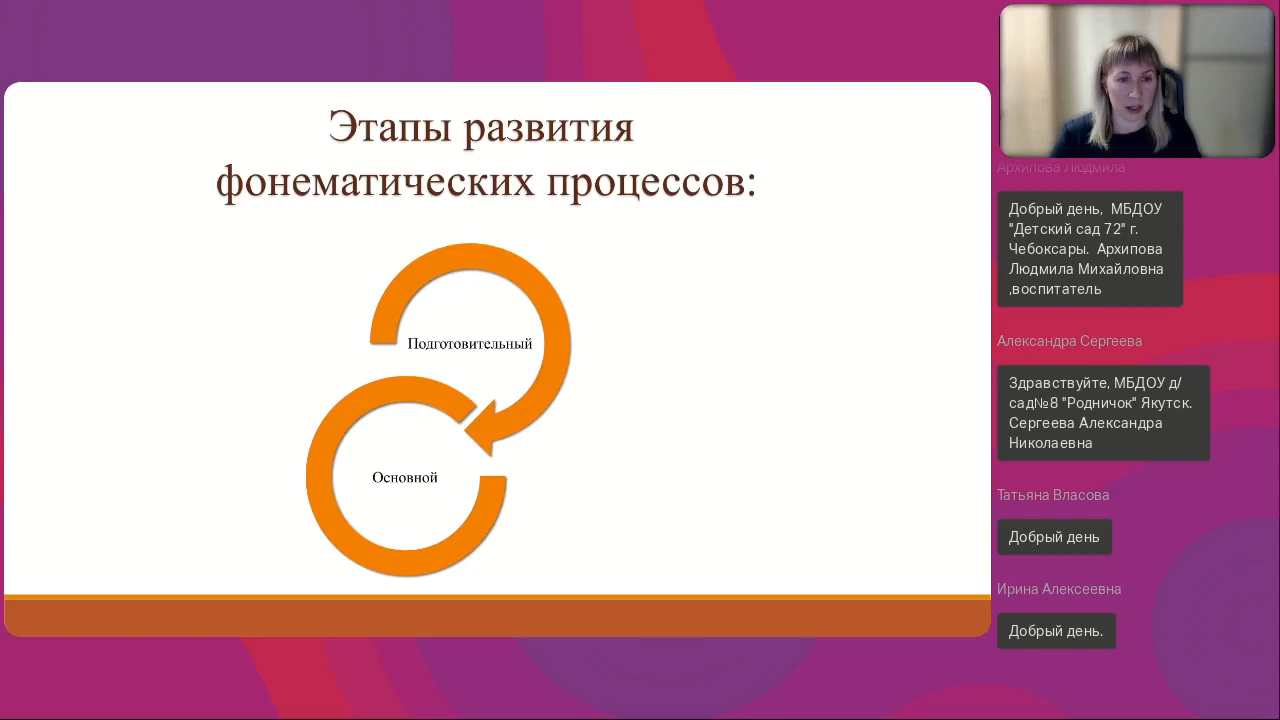 Этапы развития
фонематических процессов:
Подготовительный
Основной
Архипова Людмила
Добрый день,  МБДОУ
"Детский сад 72" г.
Чебоксары.  Архипова
Людмила Михайловна
,воспитатель
Александра Сергеева
Здравствуйте, МБДОУ д/
сад№8 "Родничок" Якутск.
Сергеева Александра
Николаевна
Татьяна Власова
Добрый день
Ирина Алексеевна
Добрый день.